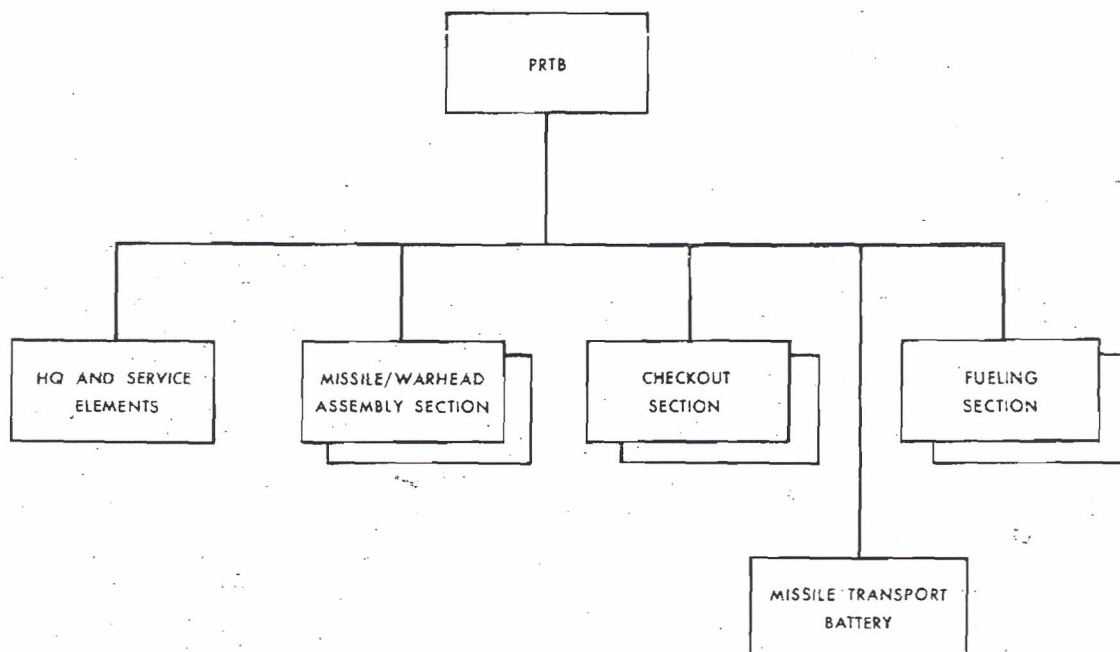 PRTB
HQ AND SERVICE
ELEMENTS
MISSILE/WARHEAD
ASSEMBLY SECTION
CHECKOUT
SECTION
FUELING
SECTION
MISSILE TRANSPORT
BATTERY